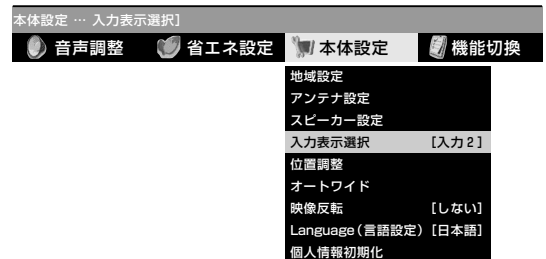 本体設定 … 入力表示選択]
音声調整 省エネ設定 本体設定 機能切換
地域設定
アンテナ設定
スピーカー設定
入力表示選択 [入力2]
位置調整
オートワイド
映像反転 [しない]
Language(言語設定) [日本語]
個人情報初期化